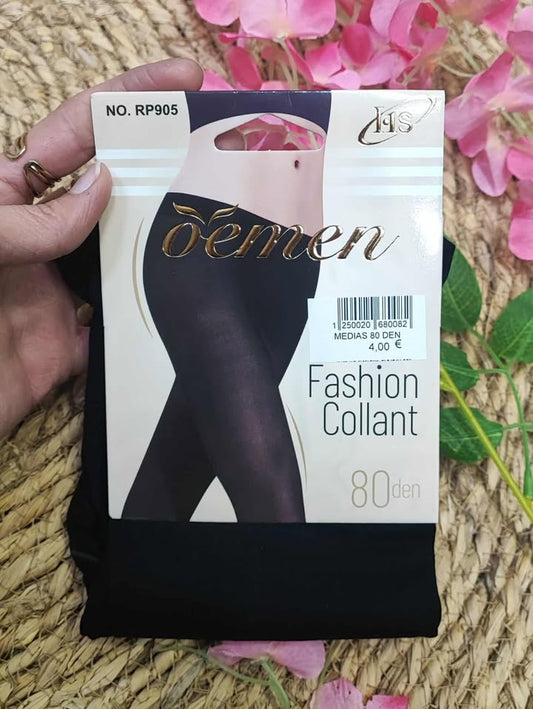 NO. RP905
HS
oemen
1 250020 680082
MEDIAS 80 DEN
4,00 €
Fashion
Collant
80den